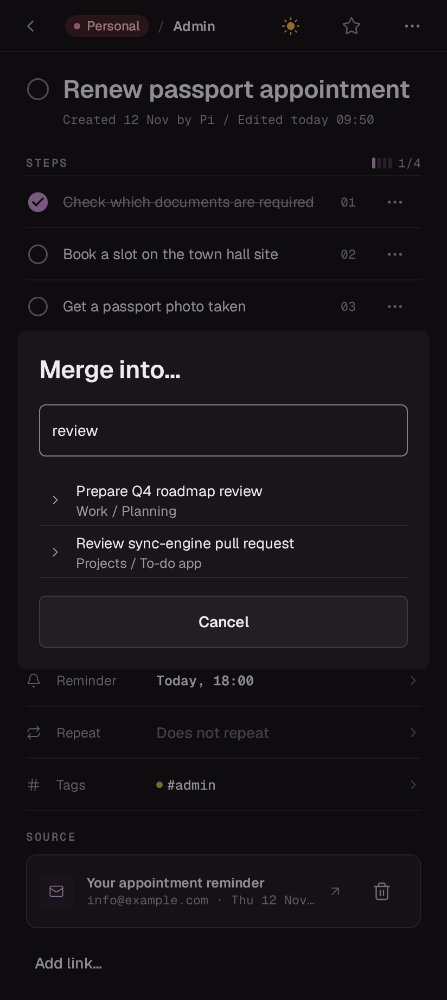 Personal / Admin
Renew passport appointment
Created 12 Nov by Pi / Edited today 09:50
STEPS 1/4
Check which documents are required 01
Book a slot on the town hall site 02
Get a passport photo taken 03
Merge into…
review
Prepare Q4 roadmap review
Work / Planning
Review sync-engine pull request
Projects / To-do app
Cancel
Reminder Today, 18:00
Repeat Does not repeat
Tags #admin
SOURCE
Your appointment reminder
info@example.com · Thu 12 Nov…
Add link…